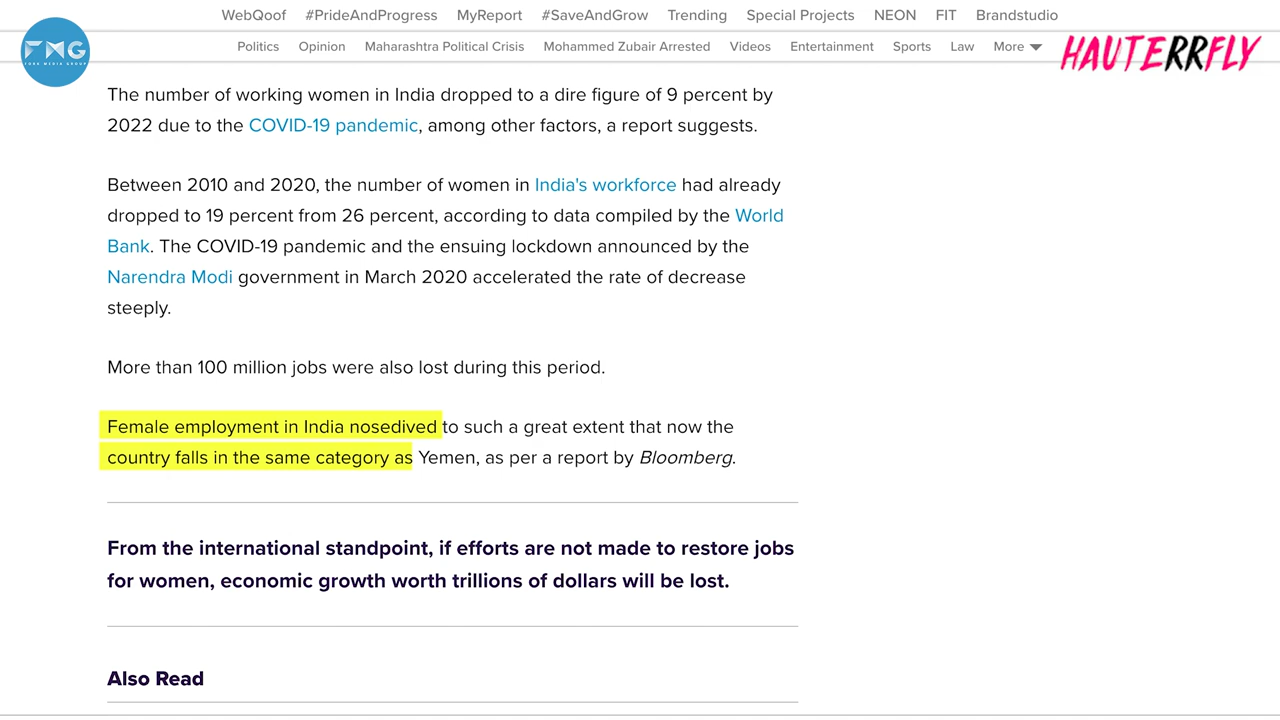 WebQoof #PrideAndProgress MyReport #SaveAndGrow Trending Special Projects NEON FIT Brandstudio
Politics Opinion Maharashtra Political Crisis Mohammed Zubair Arrested Videos Entertainment Sports Law More
FMG
FORK MEDIA GROUP
HAUTERRFLY
The number of working women in India dropped to a dire figure of 9 percent by
2022 due to the COVID-19 pandemic, among other factors, a report suggests.
Between 2010 and 2020, the number of women in India's workforce had already
dropped to 19 percent from 26 percent, according to data compiled by the World
Bank. The COVID-19 pandemic and the ensuing lockdown announced by the
Narendra Modi government in March 2020 accelerated the rate of decrease
steeply.
More than 100 million jobs were also lost during this period.
Female employment in India nosedived to such a great extent that now the
country falls in the same category as Yemen, as per a report by Bloomberg.
From the international standpoint, if efforts are not made to restore jobs
for women, economic growth worth trillions of dollars will be lost.
Also Read